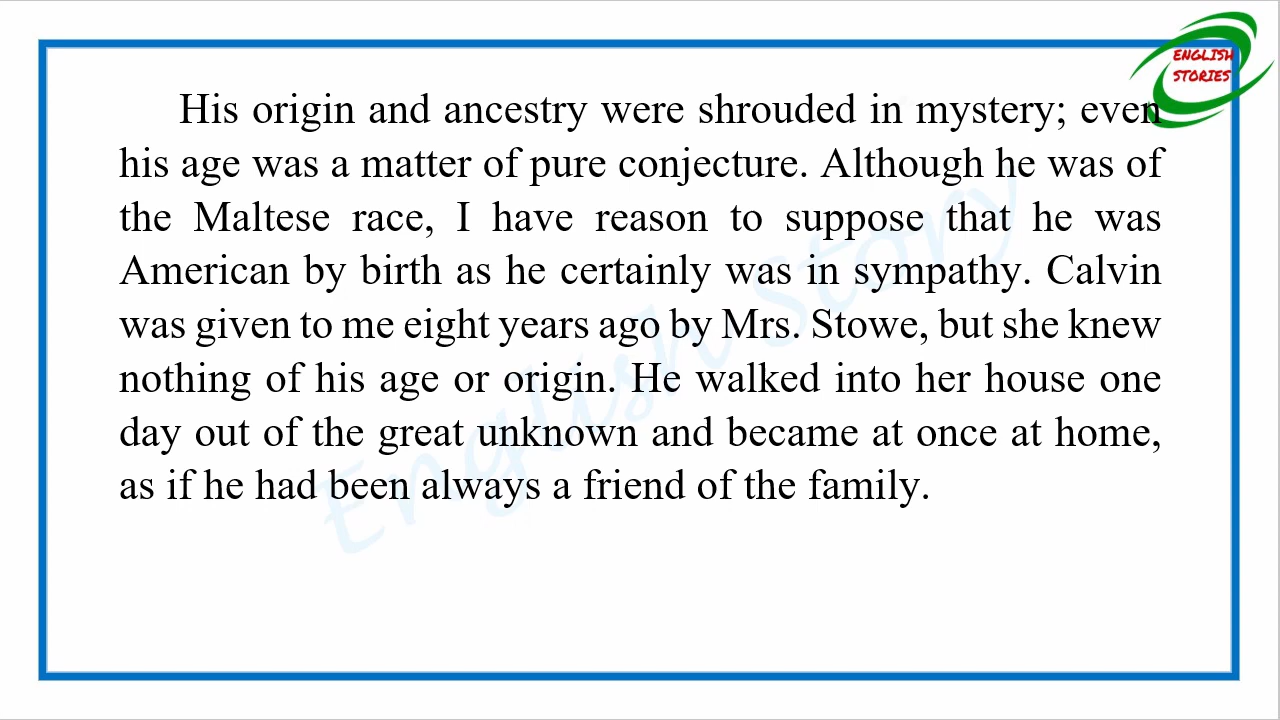 ENGLISH
STORIES
His origin and ancestry were shrouded in mystery; even
his age was a matter of pure conjecture. Although he was of
the Maltese race, I have reason to suppose that he was
American by birth as he certainly was in sympathy. Calvin
was given to me eight years ago by Mrs. Stowe, but she knew
nothing of his age or origin. He walked into her house one
day out of the great unknown and became at once at home,
as if he had been always a friend of the family.
English Story